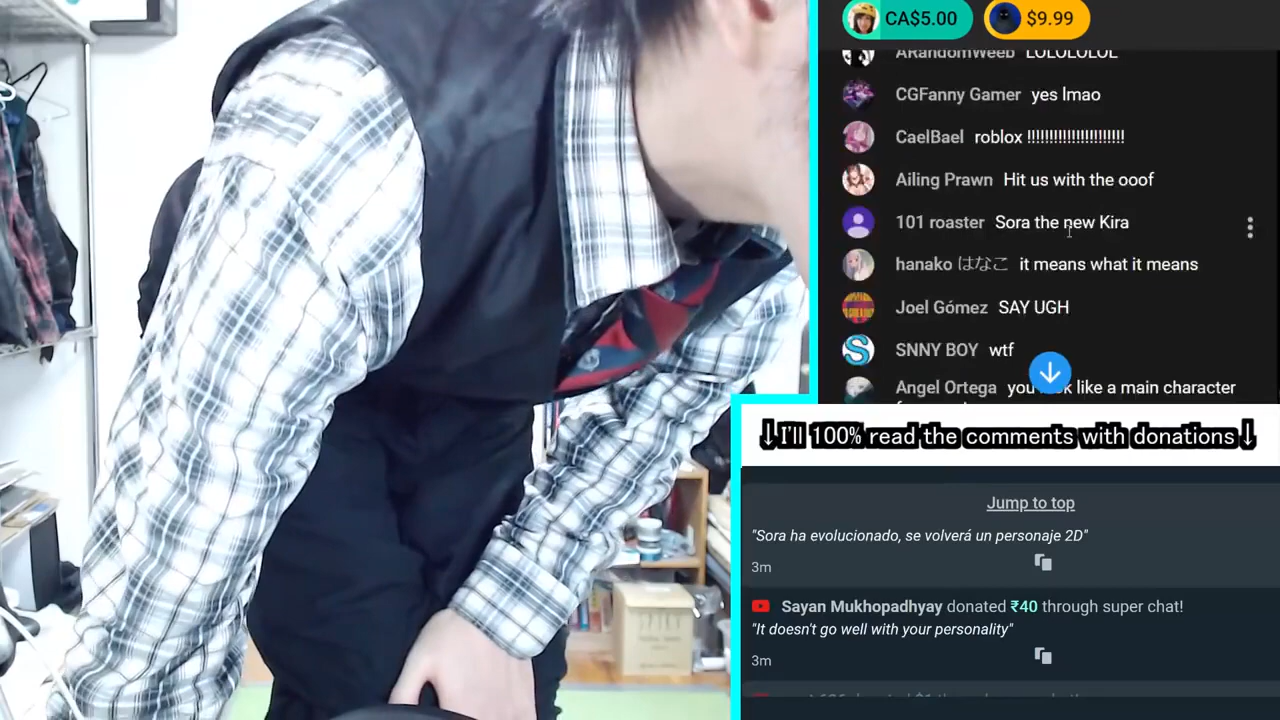 CA$5.00
$9.99
ARandomWeeb LOLOLOLOL
CGFanny Gamer yes lmao
CaelBael roblox !!!!!!!!!!!!!!!!!!!!!!
Ailing Prawn Hit us with the ooof
101 roaster Sora the new Kira
hanako はなこ it means what it means
Joel Gómez SAY UGH
SNNY BOY wtf
Angel Ortega you look like a main character
↓I'll 100% read the comments with donations↓
Jump to top
"Sora ha evolucionado, se volverá un personaje 2D"
3m
Sayan Mukhopadhyay donated ₹40 through super chat!
"It doesn't go well with your personality"
3m